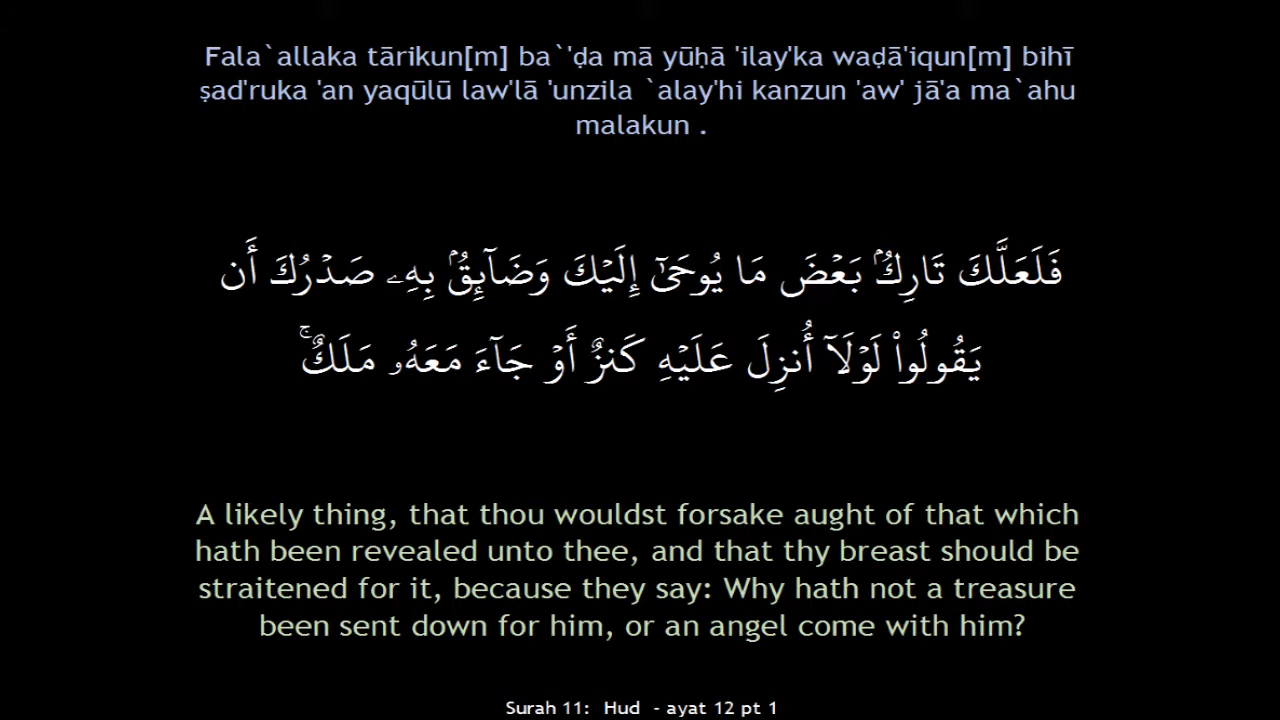 Fala`allaka tārikun[m] ba`'ḍa mā yūḥā 'ilay'ka waḍā'iqun[m] bihī
ṣad'ruka 'an yaqūlū law'lā 'unzila `alay'hi kanzun 'aw' jā'a ma`ahu
malakun .
فَلَعَلَّكَ تَارِكُۢ بَعۡضَ مَا يُوحَىٰٓ إِلَيۡكَ وَضَآئِقُۢ بِهِۦ صَدۡرُكَ أَن
يَقُولُواْ لَوۡلَآ أُنزِلَ عَلَيۡهِ كَنزٌ أَوۡ جَآءَ مَعَهُۥ مَلَكٌۚ
A likely thing, that thou wouldst forsake aught of that which
hath been revealed unto thee, and that thy breast should be
straitened for it, because they say: Why hath not a treasure
been sent down for him, or an angel come with him?
Surah 11: Hud - ayat 12 pt 1